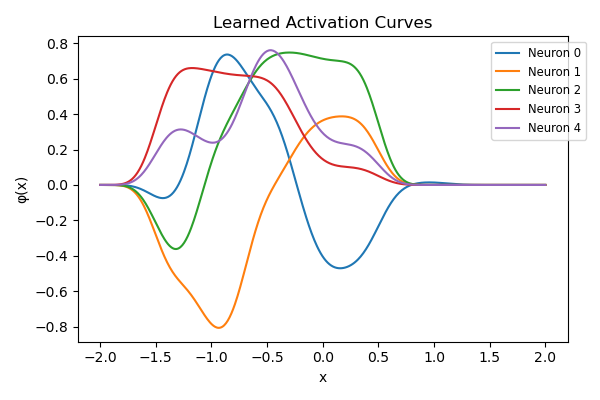 Learned Activation Curves
φ(x)
0.8
0.6
0.4
0.2
0.0
−0.2
−0.4
−0.6
−0.8
Neuron 0
Neuron 1
Neuron 2
Neuron 3
Neuron 4
−2.0 −1.5 −1.0 −0.5 0.0 0.5 1.0 1.5 2.0
x